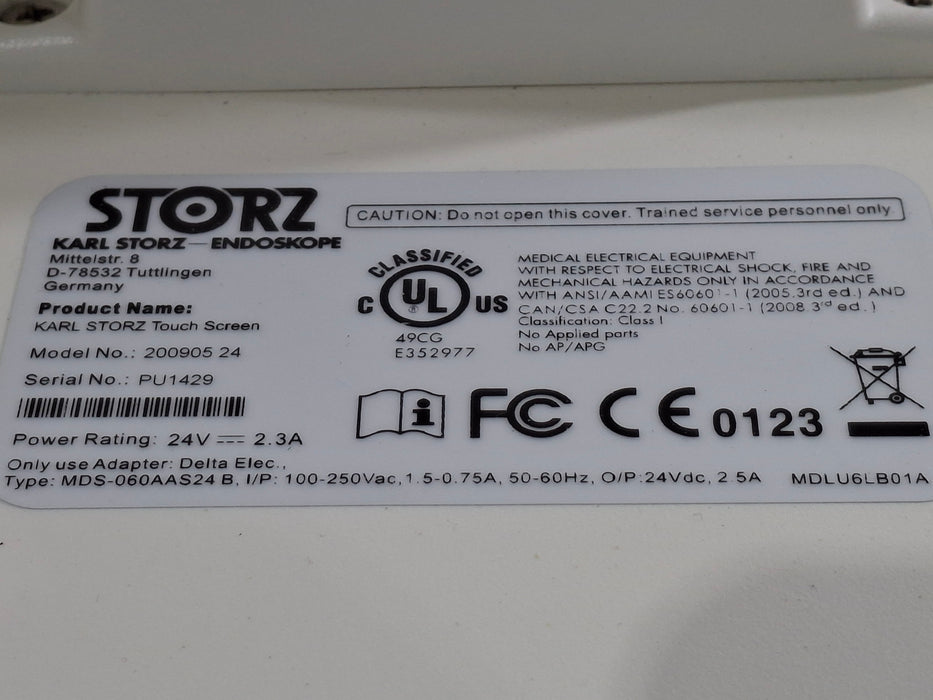 STORZ
KARL STORZ—ENDOSKOPE
Mittelstr. 8
D-78532 Tuttlingen
Germany
Product Name:
KARL STORZ Touch Screen
Model No.: 200905 24
Serial No.: PU1429
Power Rating: 24V ⎓ 2.3A
Only use Adapter: Delta Elec.,
Type: MDS-060AAS24 B, I/P: 100-250Vac,1.5-0.75A, 50-60Hz, O/P:24Vdc, 2.5A
CAUTION: Do not open this cover. Trained service personnel only.
CLASSIFIED
C UL ® US
49CG
E352977
MEDICAL ELECTRICAL EQUIPMENT
WITH RESPECT TO ELECTRICAL SHOCK, FIRE AND
MECHANICAL HAZARDS ONLY IN ACCORDANCE
WITH ANSI/AAMI ES60601-1 (2005.3rd ed.) AND
CAN/CSA C22.2 No. 60601-1 (2008 3rd ed.)
Classification: Class I
No Applied parts
No AP/APG
i FC CE 0123
MDLU6LB01A